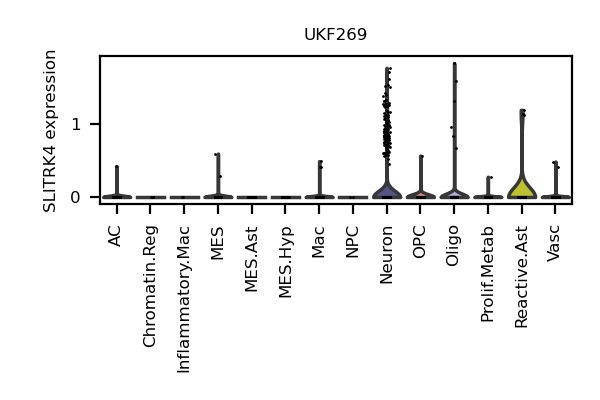 UKF269
SLITRK4 expression
1
0
AC
Chromatin.Reg
Inflammatory.Mac
MES
MES.Ast
MES.Hyp
Mac
NPC
Neuron
OPC
Oligo
Prolif.Metab
Reactive.Ast
Vasc